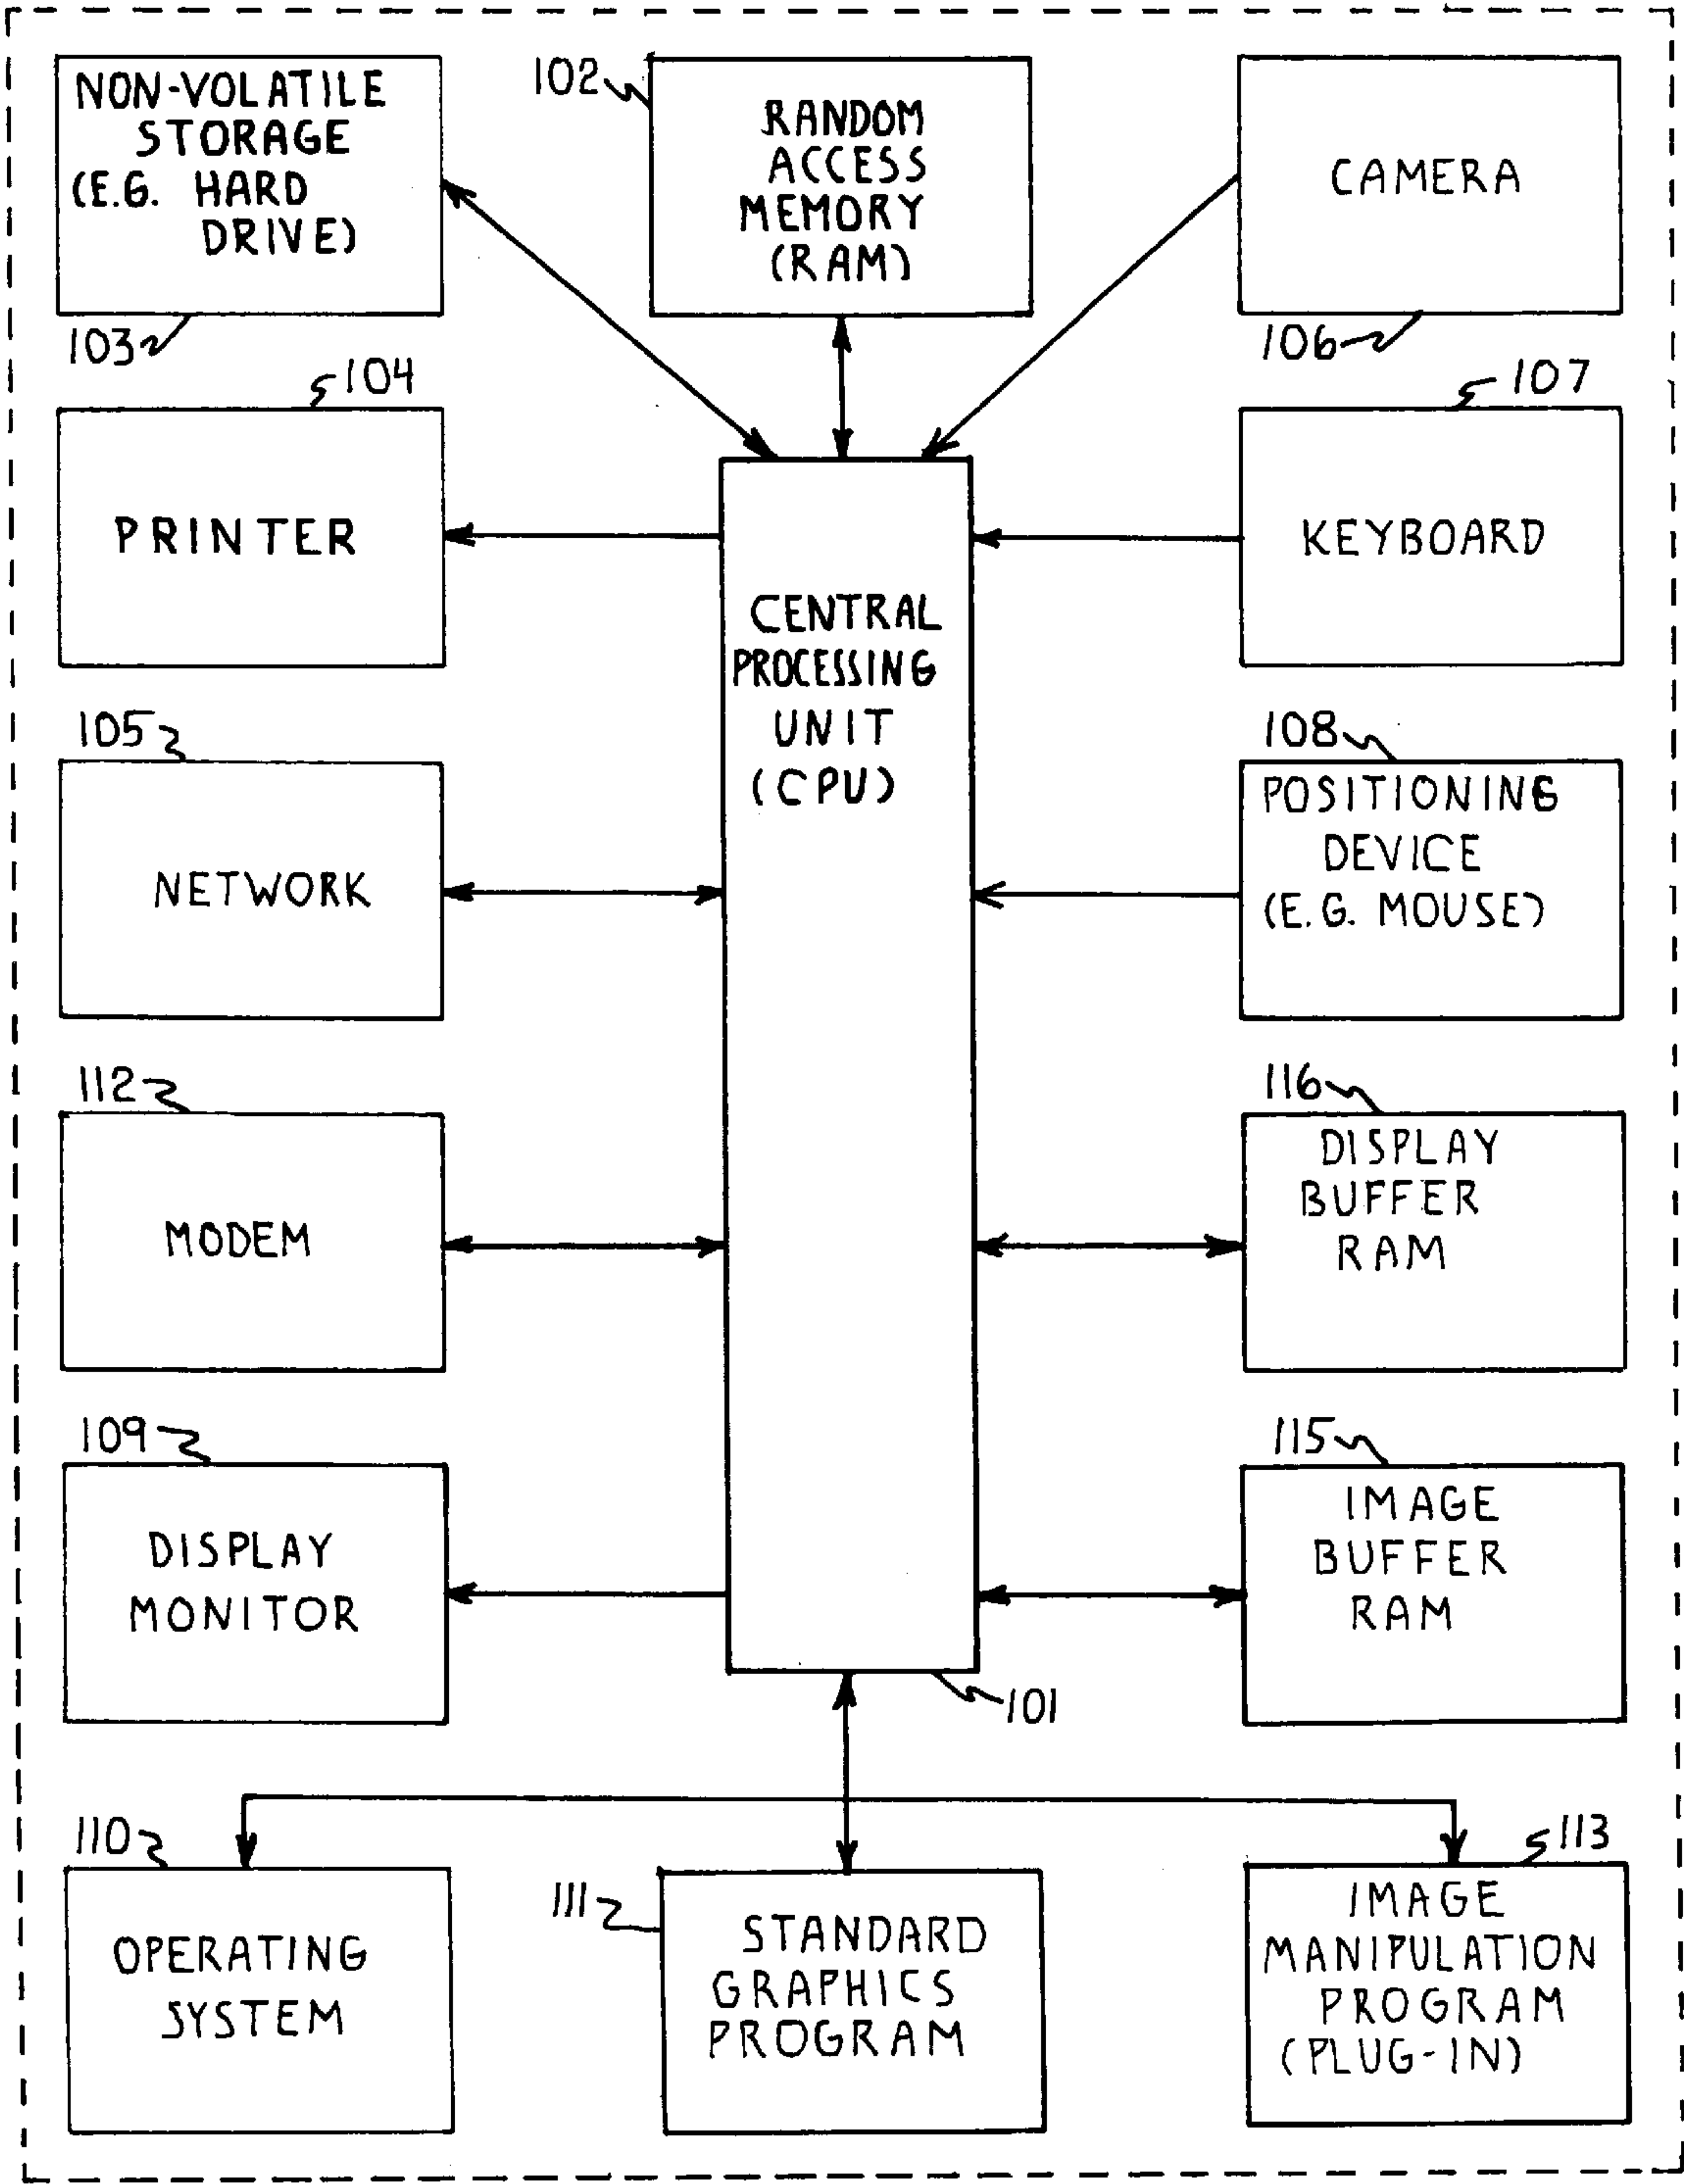 NON-VOLATILE
STORAGE
(E.G. HARD
DRIVE)
103
102
RANDOM
ACCESS
MEMORY
(RAM)
CAMERA
106
104
PRINTER
107
KEYBOARD
CENTRAL
PROCESSING
UNIT
(CPU)
105
NETWORK
108
POSITIONING
DEVICE
(E.G. MOUSE)
112
MODEM
116
DISPLAY
BUFFER
RAM
109
DISPLAY
MONITOR
115
IMAGE
BUFFER
RAM
101
110
OPERATING
SYSTEM
111
STANDARD
GRAPHICS
PROGRAM
113
IMAGE
MANIPULATION
PROGRAM
(PLUG-IN)